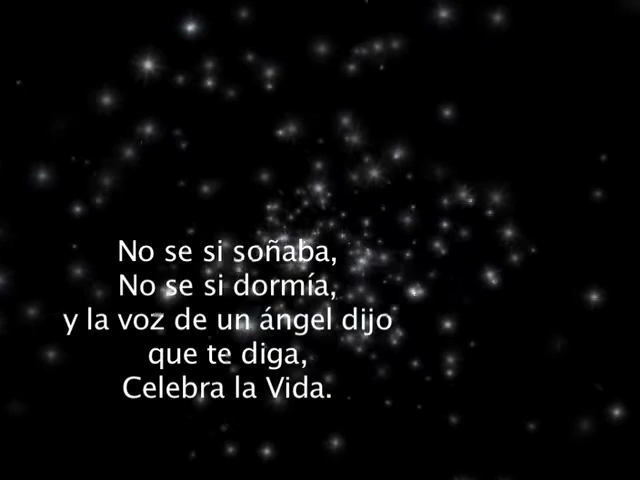 No se si soñaba,
No se si dormía,
y la voz de un ángel dijo
que te diga,
Celebra la Vida.